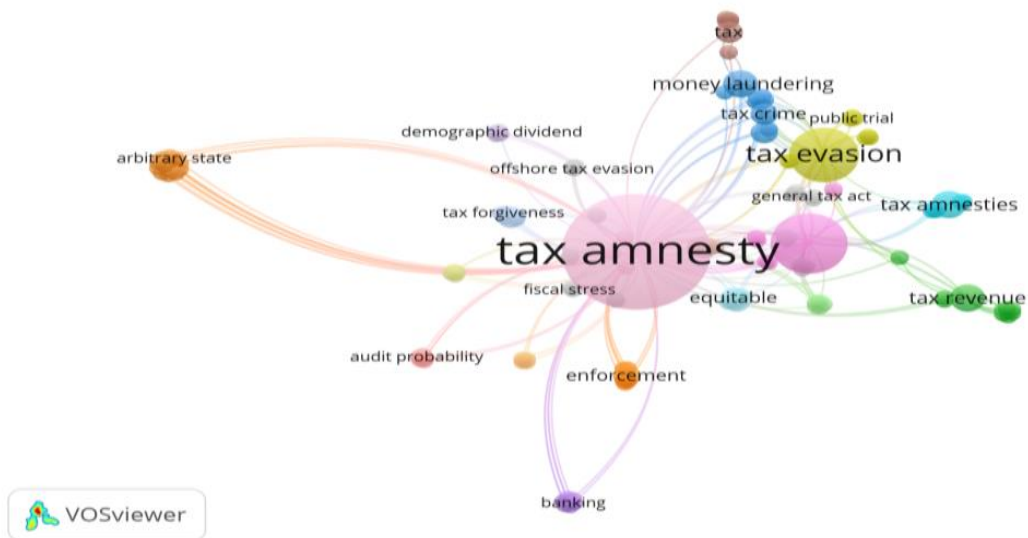 tax
money laundering
tax crime
public trial
demographic dividend
arbitrary state
tax evasion
offshore tax evasion
general tax act
tax amnesties
tax forgiveness
tax amnesty
fiscal stress
equitable
tax revenue
audit probability
enforcement
banking
VOSviewer